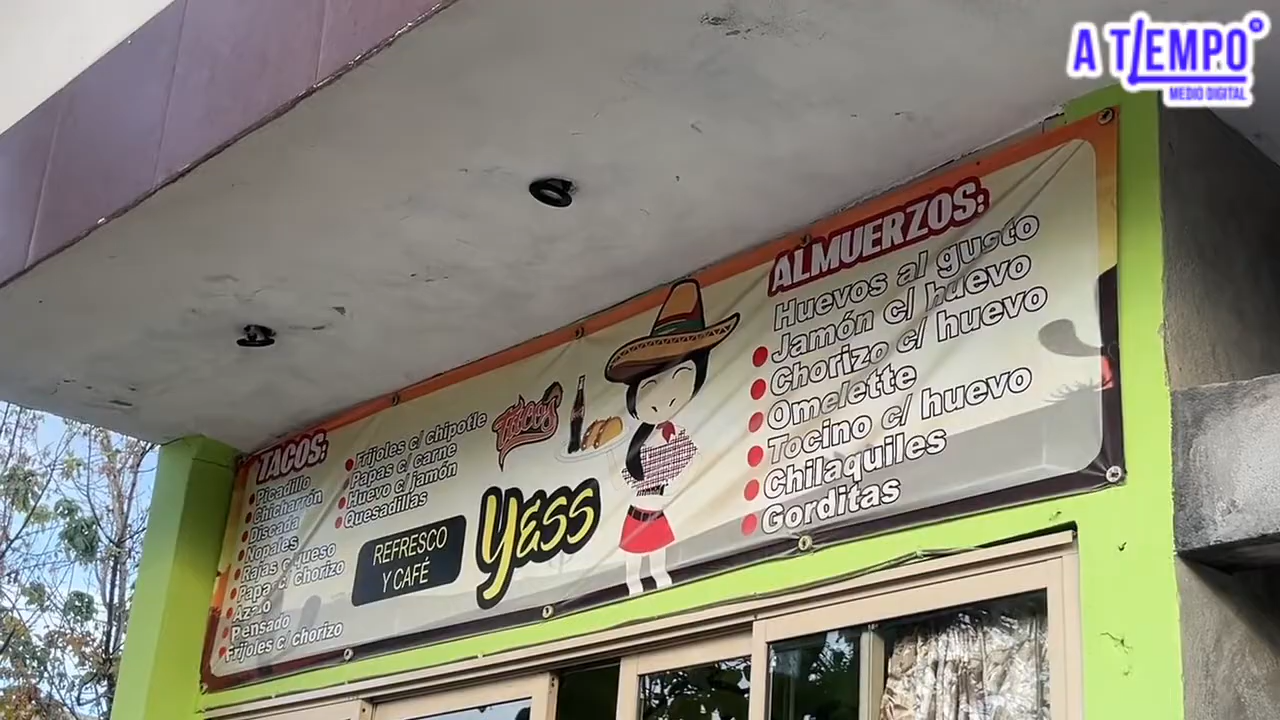 A TIEMPO
MEDIO DIGITAL
TACOS:
Picadillo
Chicharrón
Discada
Nopales
Rajas
Papa c/ Chorizo
Pensado
Frijoles c/ chorizo
Frijoles c/ chipotle
Papas c/ carne
Huevo c/ jamón
Quesadillas
REFRESCO
Y CAFÉ
TACOS
Yess
ALMUERZOS:
Huevos al gusto
Jamón c/ huevo
Chorizo c/ huevo
Omelette
Tocino c/ huevo
Chilaquiles
Gorditas